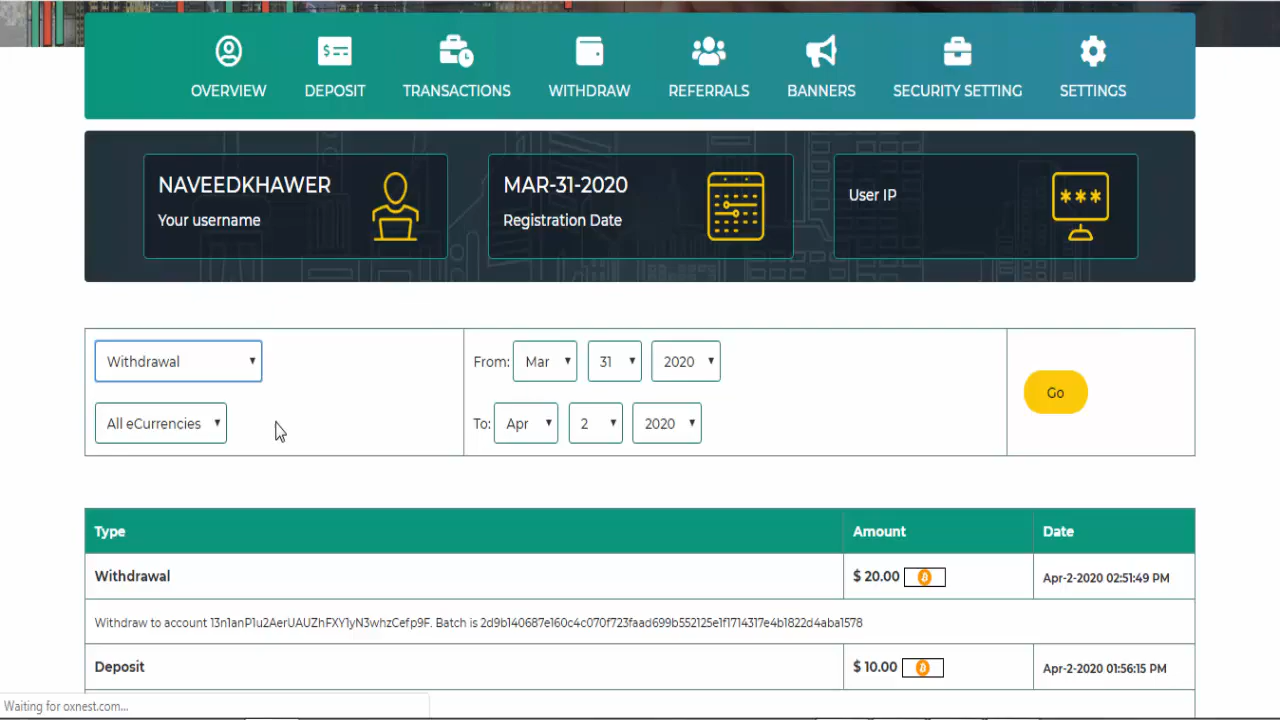 OVERVIEW DEPOSIT TRANSACTIONS WITHDRAW REFERRALS BANNERS SECURITY SETTING SETTINGS
NAVEEDKHAWER MAR-31-2020
Your username Registration Date User IP
***
Withdrawal From: Mar 31 2020
Go
All eCurrencies To: Apr 2 2020
Type Amount Date
Withdrawal $ 20.00 Apr-2-2020 02:51:49 PM
Withdraw to account 13n1anP1u2AerUAUZhFXY1yN3whzCefp9F. Batch is 2d9b140687e160c4c070f723faad699b552125e1f1714317e4b1822d4aba1578
Deposit $ 10.00 Apr-2-2020 01:56:15 PM
Waiting for oxnest.com...